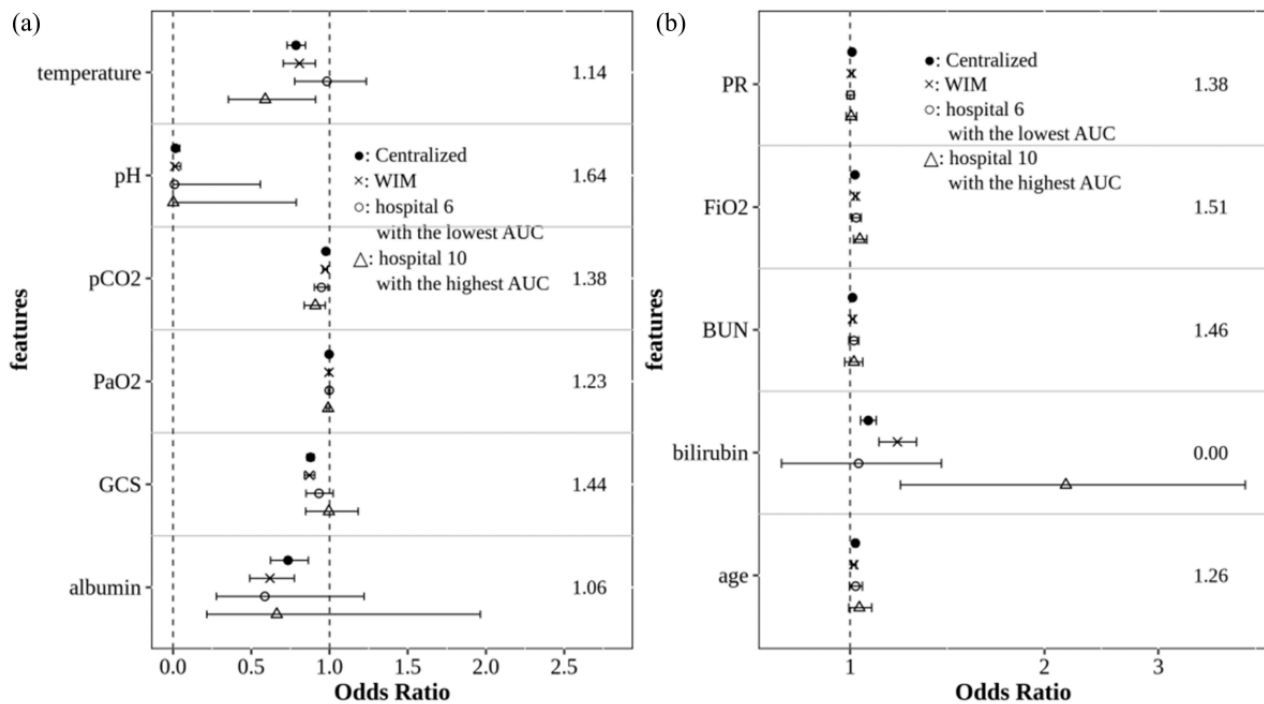 (a)
temperature
1.14
pH
●: Centralized
×: WIM
○: hospital 6
with the lowest AUC
△: hospital 10
with the highest AUC
1.64
pCO2
1.38
PaO2
1.23
GCS
1.44
albumin
1.06
features
0.0 0.5 1.0 1.5 2.0 2.5
Odds Ratio
(b)
PR
●: Centralized
×: WIM
○: hospital 6
with the lowest AUC
△: hospital 10
with the highest AUC
1.38
FiO2
1.51
BUN
1.46
bilirubin
0.00
age
1.26
features
1 2 3
Odds Ratio